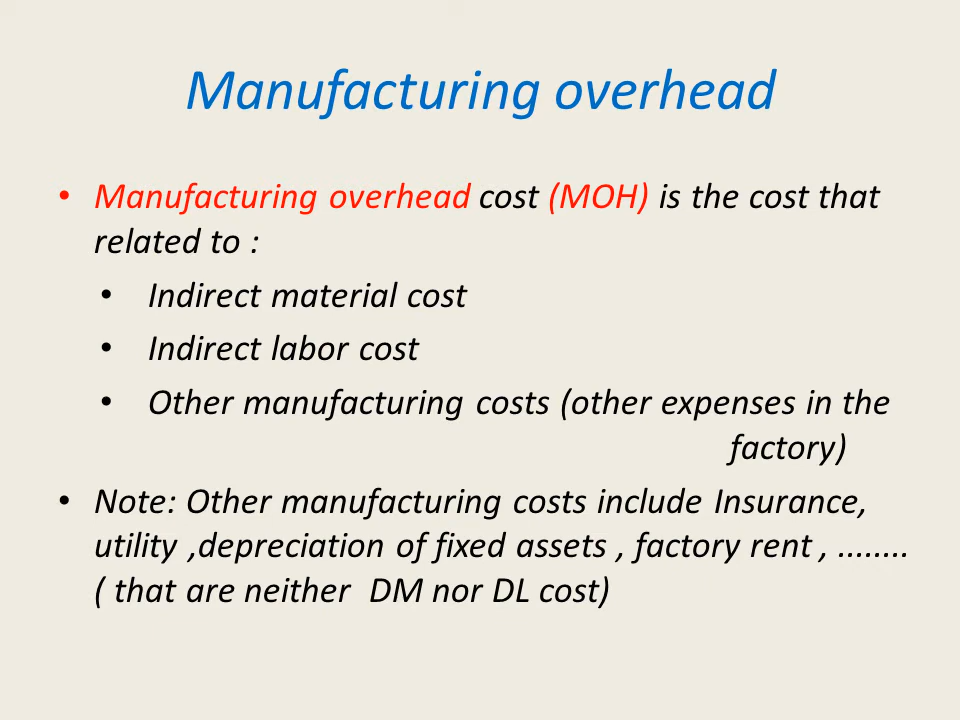 Manufacturing overhead
• Manufacturing overhead cost (MOH) is the cost that
related to :
• Indirect material cost
• Indirect labor cost
• Other manufacturing costs (other expenses in the
factory)
• Note: Other manufacturing costs include Insurance,
utility ,depreciation of fixed assets , factory rent , ........
( that are neither  DM nor DL cost)